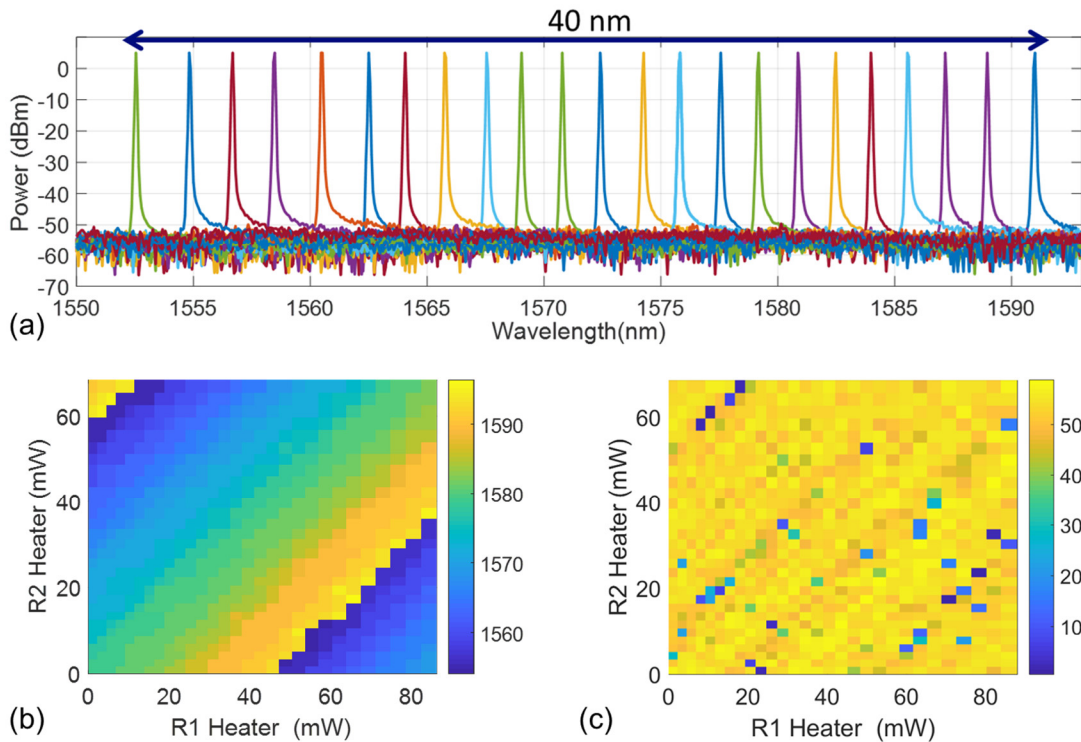 40 nm
0
-10
-20
-30
-40
-50
-60
-70
Power (dBm)
1550 1555 1560 1565 1570 1575 1580 1585 1590
Wavelength(nm)
(a)
60
40
20
0
R2 Heater (mW)
0 20 40 60 80
R1 Heater (mW)
1590
1580
1570
1560
(b)
60
40
20
0
R2 Heater (mW)
0 20 40 60 80
R1 Heater (mW)
50
40
30
20
10
(c)